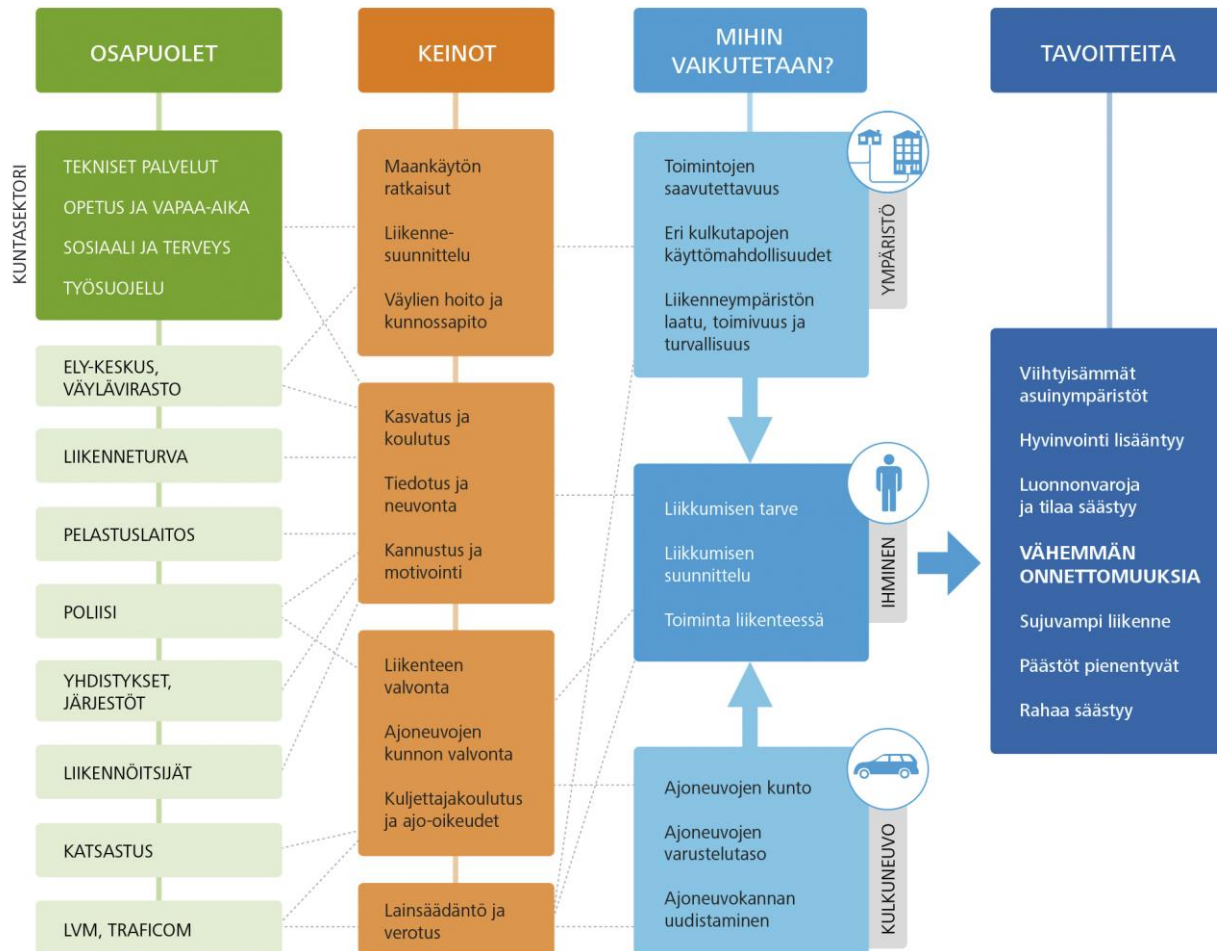 OSAPUOLET
KUNTASEKTORI
TEKNISET PALVELUT
OPETUS JA VAPAA-AIKA
SOSIAALI JA TERVEYS
TYÖSUOJELU
ELY-KESKUS,
VÄYLÄVIRASTO
LIIKENNETURVA
PELASTUSLAITOS
POLIISI
YHDISTYKSET,
JÄRJESTÖT
LIIKENNÖITSIJÄT
KATSASTUS
LVM, TRAFICOM
KEINOT
Maankäytön
ratkaisut
Liikenne-
suunnittelu
Väylien hoito ja
kunnossapito
Kasvatus ja
koulutus
Tiedotus ja
neuvonta
Kannustus ja
motivointi
Liikenteen
valvonta
Ajoneuvojen
kunnon valvonta
Kuljettajakoulutus
ja ajo-oikeudet
Lainsäädäntö ja
verotus
MIHIN
VAIKUTETAAN?
Toimintojen
saavutettavuus
Eri kulkutapojen
käyttömahdollisuudet
Liikenneympäristön
laatu, toimivuus ja
turvallisuus
YMPÄRISTÖ
Liikkumisen tarve
Liikkumisen
suunnittelu
Toiminta liikenteessä
IHMINEN
Ajoneuvojen kunto
Ajoneuvojen
varustelutaso
Ajoneuvokannan
uudistaminen
KULKUNEUVO
TAVOITTEITA
Viihtyisämmät
asuinympäristöt
Hyvinvointi lisääntyy
Luonnonvaroja
ja tilaa säästyy
VÄHEMMÄN
ONNETTOMUUKSIA
Sujuvampi liikenne
Päästöt pienentyvät
Rahaa säästyy